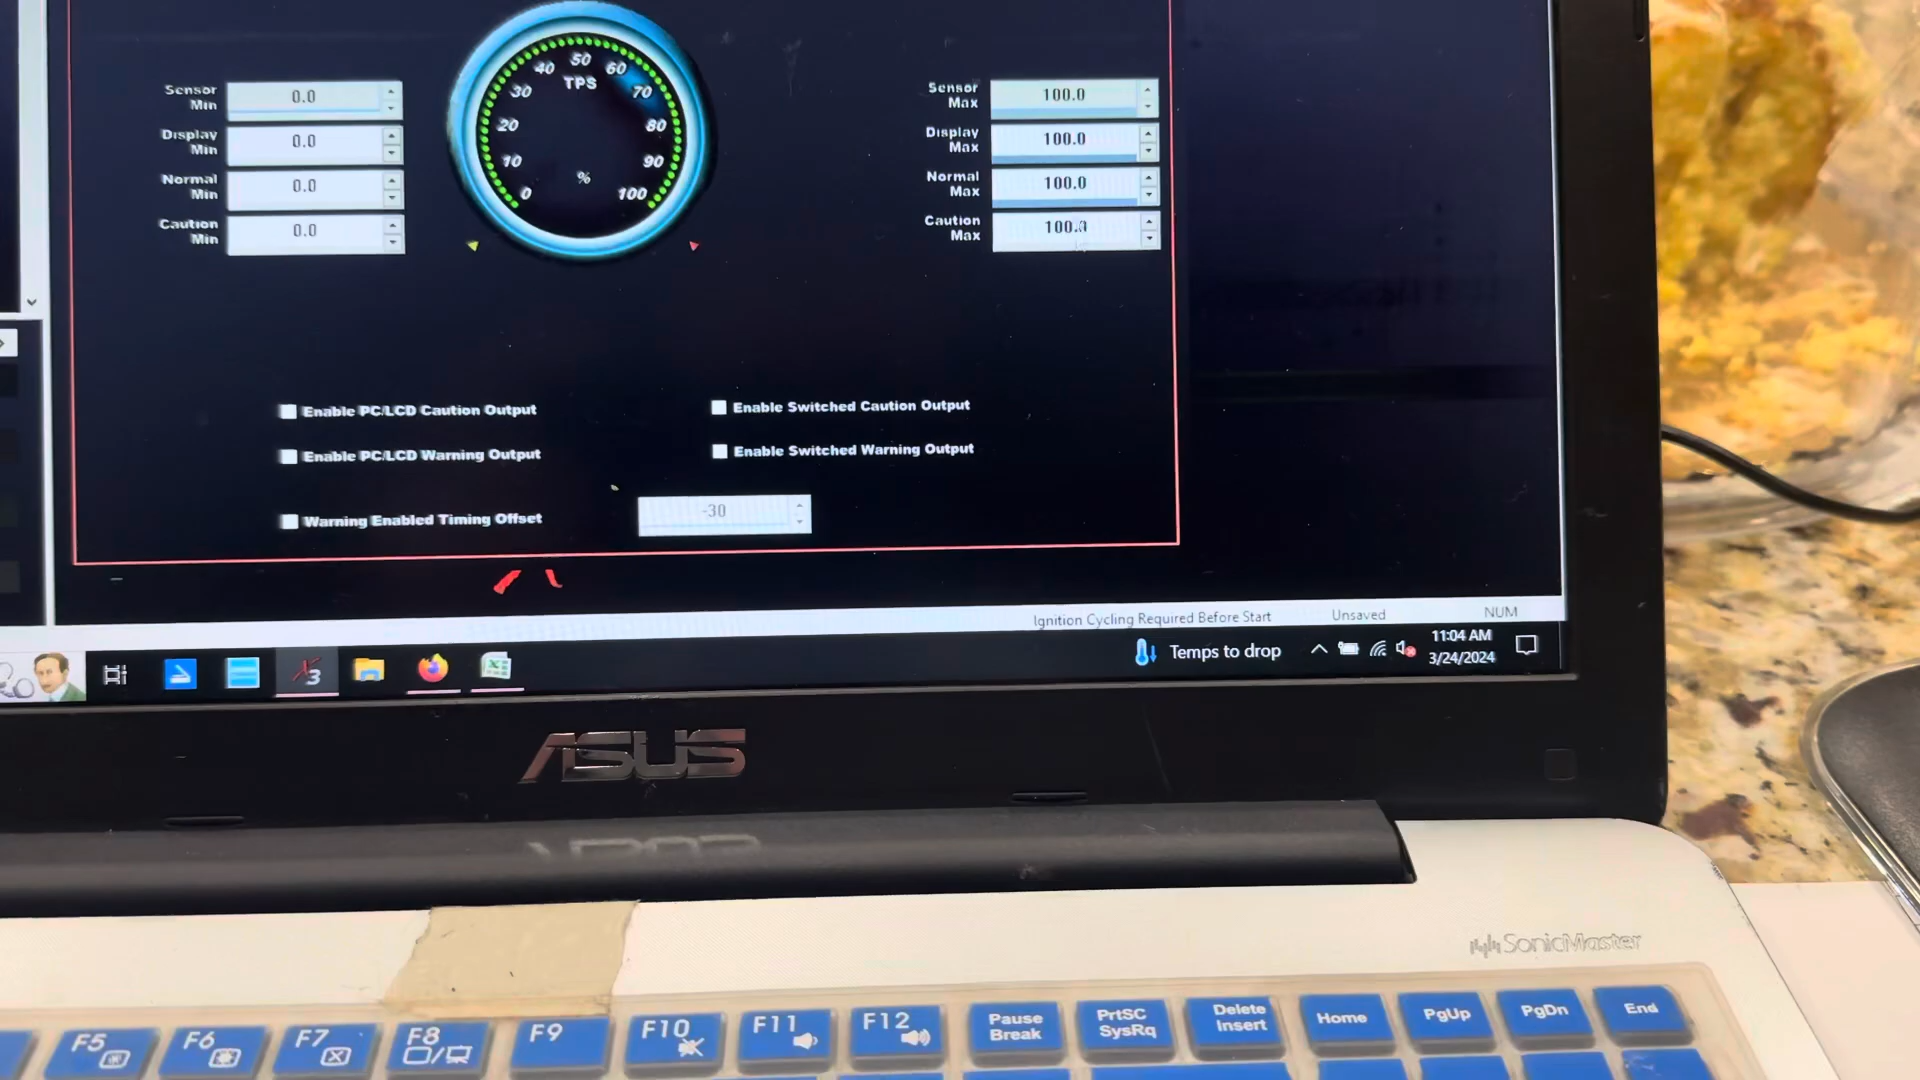 50
40 60
TPS
30 70
20 80
10 90
%
0 100
Sensor Min 0.0
Display Min 0.0
Normal Min 0.0
Caution Min 0.0
Sensor Max 100.0
Display Max 100.0
Normal Max 100.0
Caution Max 100.0
Enable PC/LCD Caution Output
Enable Switched Caution Output
Enable PC/LCD Warning Output
Enable Switched Warning Output
Warning Enabled Timing Offset -30
Ignition Cycling Required Before Start Unsaved NUM
3
Temps to drop
11:04 AM
3/24/2024
ASUS
SonicMaster
F5 F6 F7 F8 F9 F10 F11 F12
Pause Break
PrtSC SysRq
Delete Insert
Home
PgUp
PgDn
End